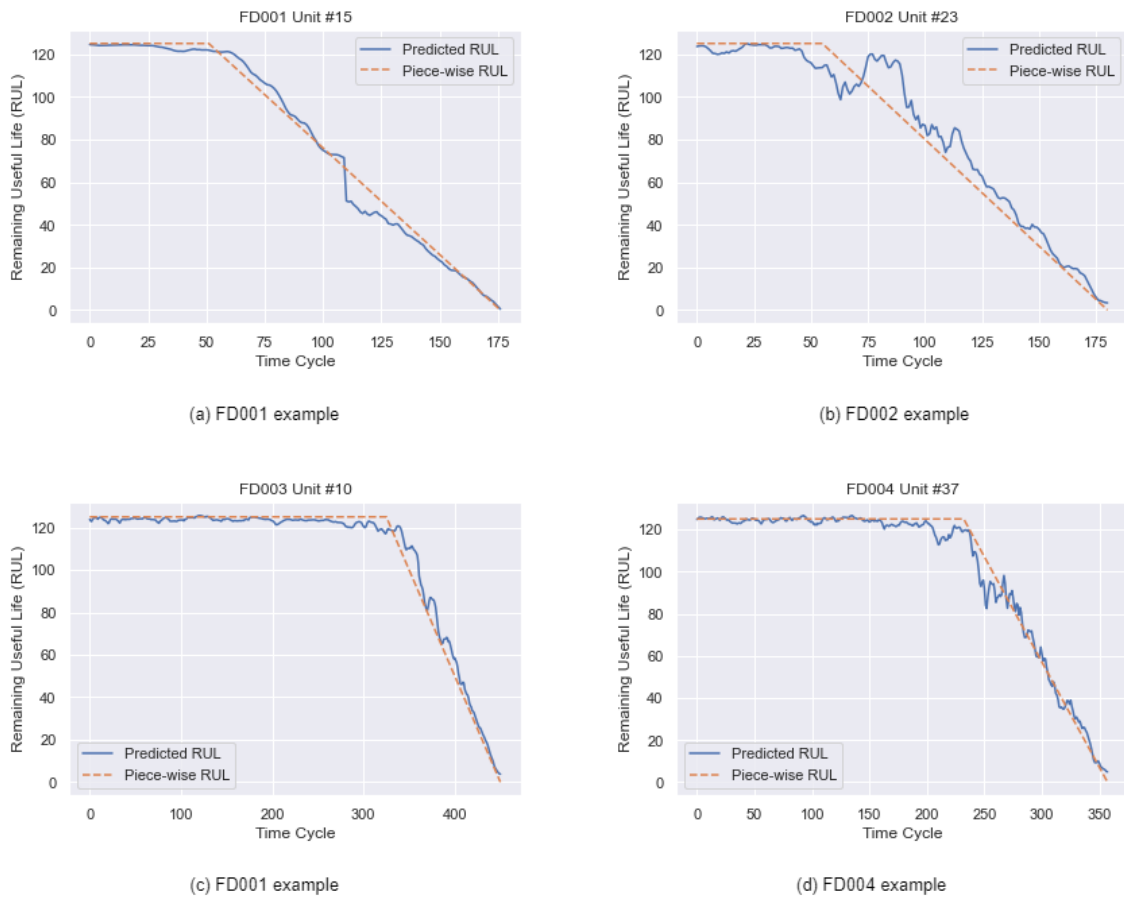 FD001 Unit #15
Remaining Useful Life (RUL)
120
100
80
60
40
20
0
Predicted RUL
Piece-wise RUL
0 25 50 75 100 125 150 175
Time Cycle
(a) FD001 example
FD002 Unit #23
Remaining Useful Life (RUL)
120
100
80
60
40
20
0
Predicted RUL
Piece-wise RUL
0 25 50 75 100 125 150 175
Time Cycle
(b) FD002 example
FD003 Unit #10
Remaining Useful Life (RUL)
120
100
80
60
40
20
0
Predicted RUL
Piece-wise RUL
0 100 200 300 400
Time Cycle
(c) FD001 example
FD004 Unit #37
Remaining Useful Life (RUL)
120
100
80
60
40
20
0
Predicted RUL
Piece-wise RUL
0 50 100 150 200 250 300 350
Time Cycle
(d) FD004 example